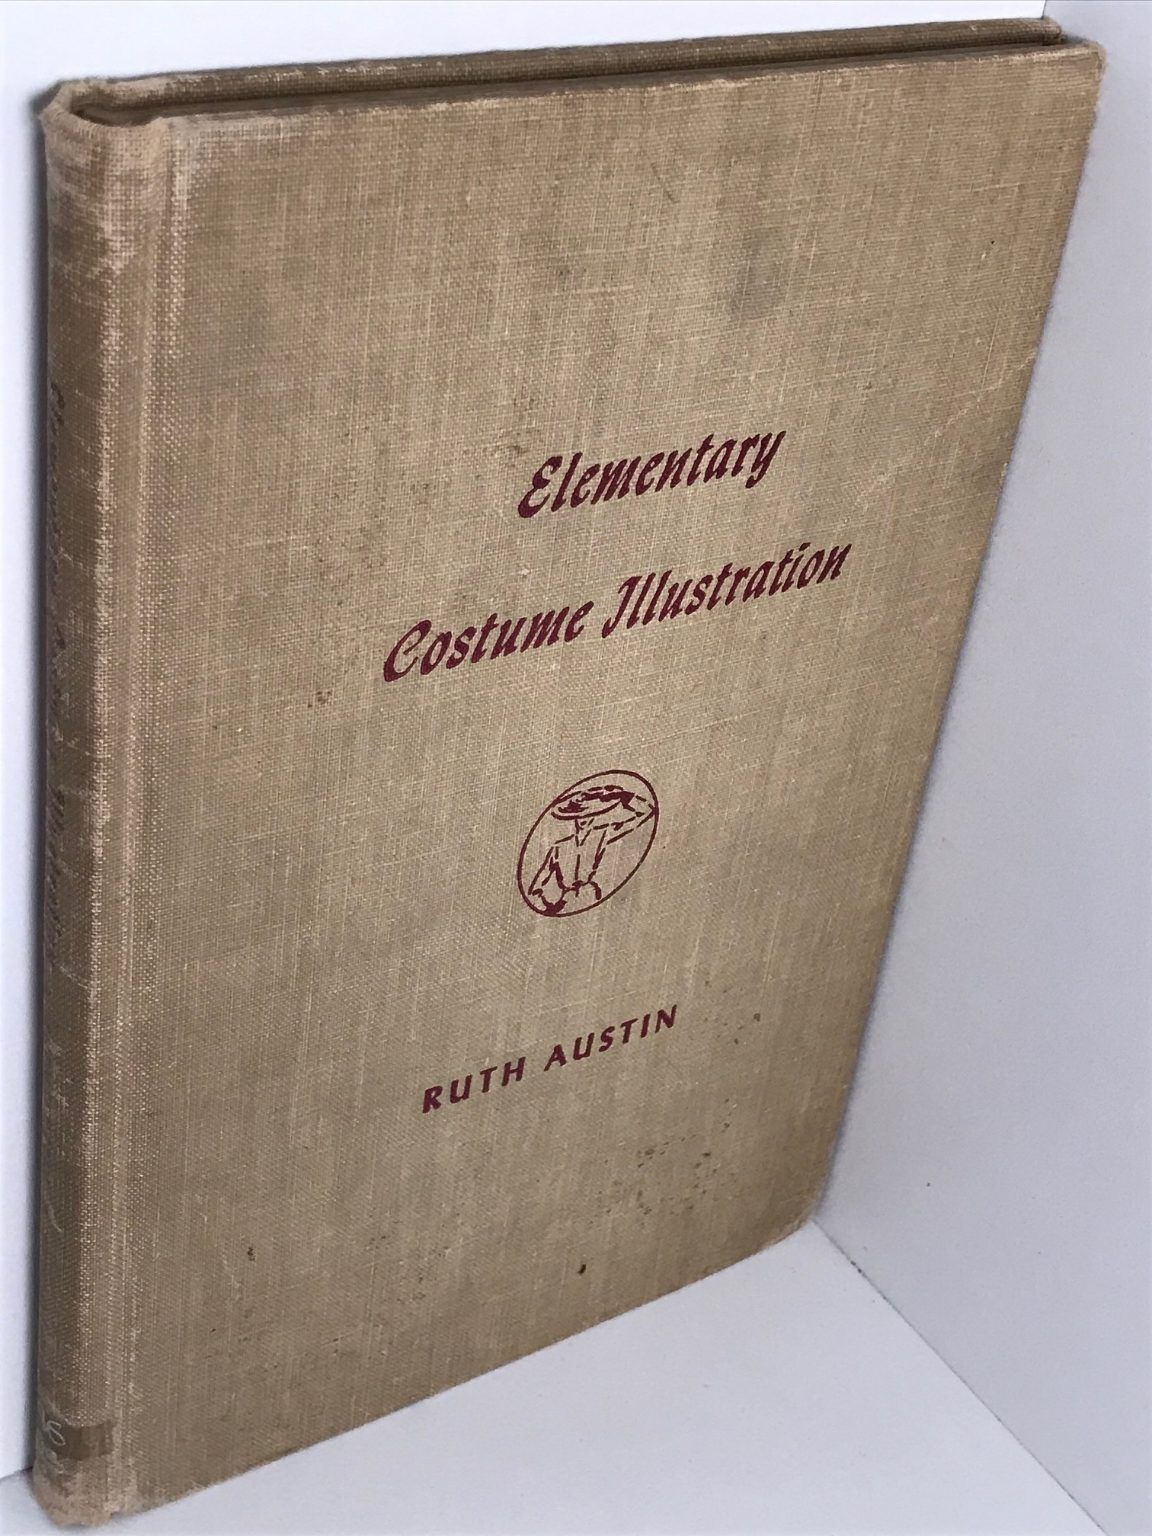 Elementary
Costume Illustration
RUTH AUSTIN